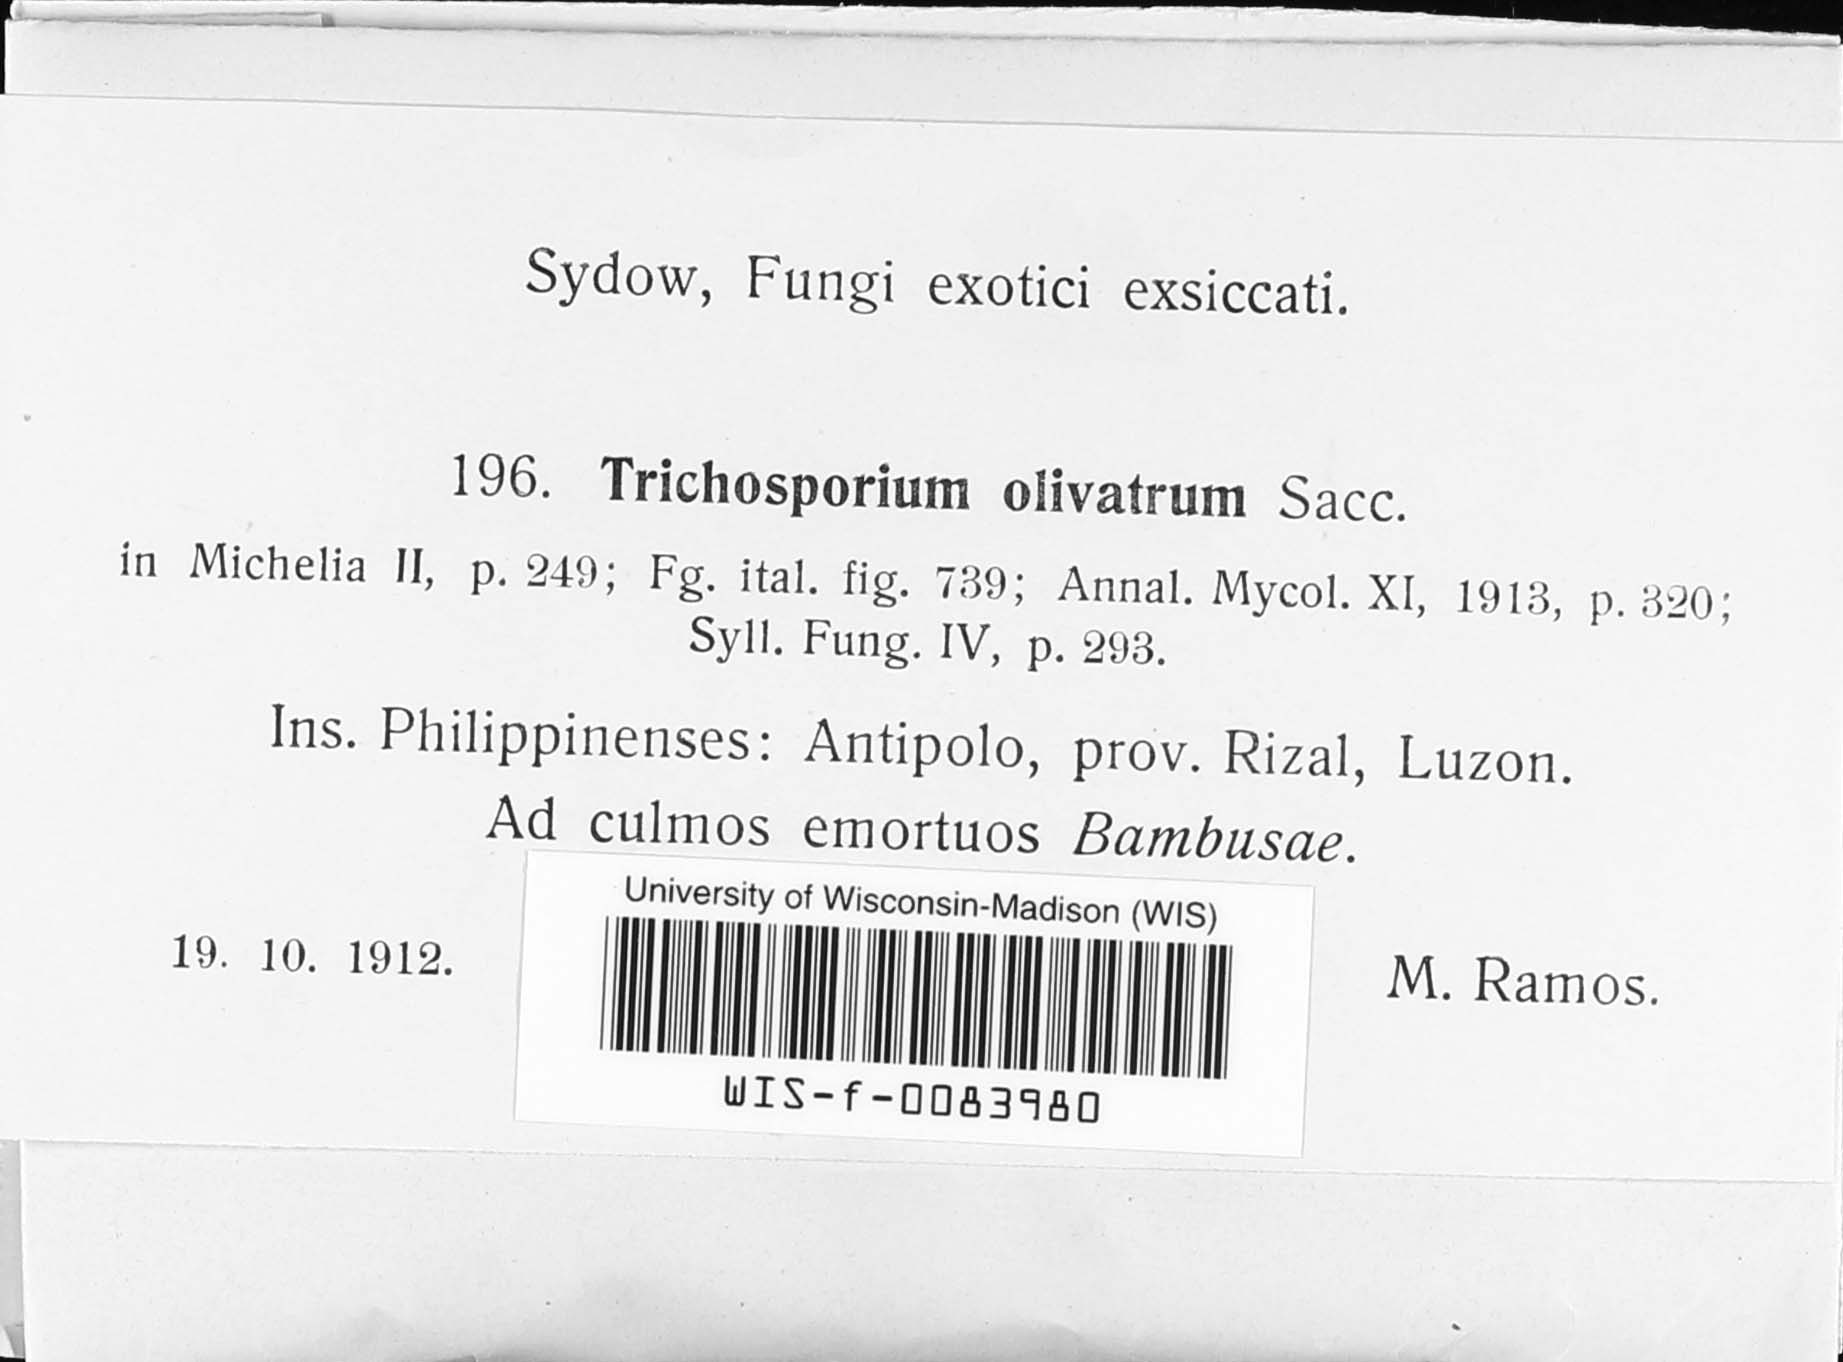 Sydow, Fungi exotici exsiccati.
196. Trichosporium olivatrum Sacc.
in Michelia II, p. 249; Fg. ital. fig. 739; Annal. Mycol. XI, 1913, p. 320;
Syll. Fung. IV, p. 293.
Ins. Philippinenses: Antipolo, prov. Rizal, Luzon.
Ad culmos emortuos Bambusae.
University of Wisconsin-Madison (WIS)
19. 10. 1912.
M. Ramos.
WIS-f-0083980